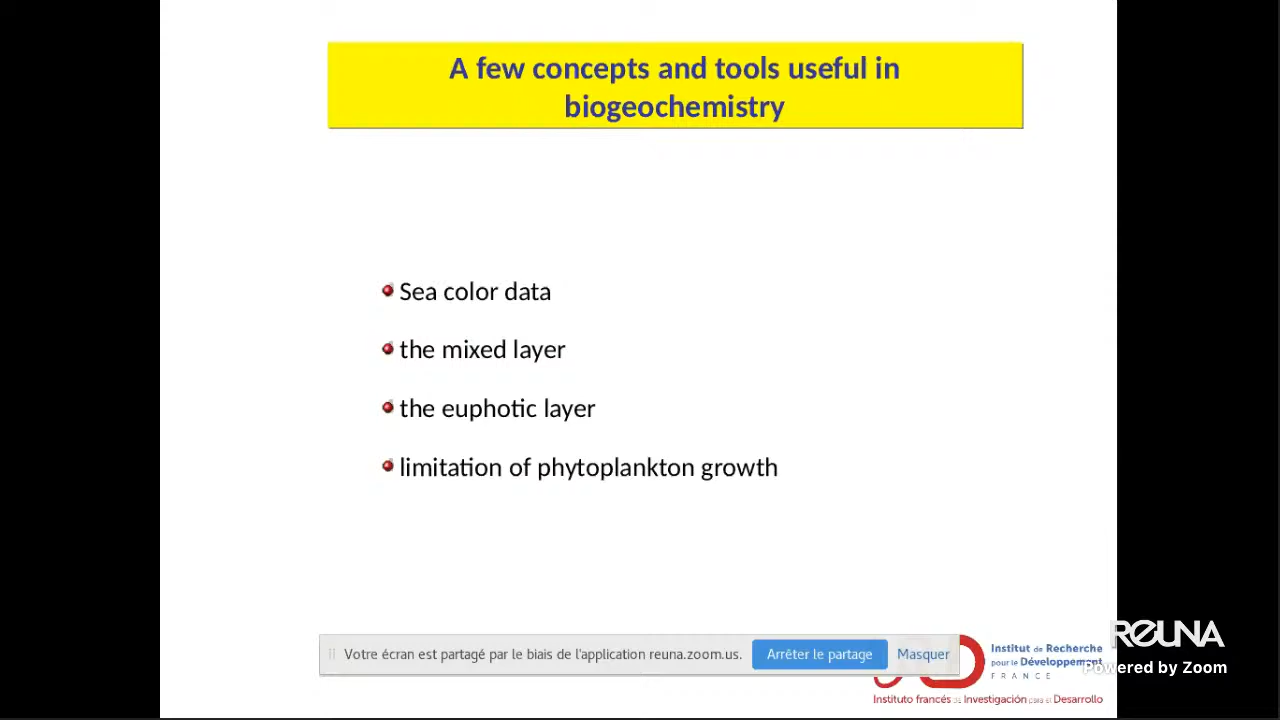 A few concepts and tools useful in
biogeochemistry
Sea color data
the mixed layer
the euphotic layer
limitation of phytoplankton growth
Votre écran est partagé par le biais de l'application reuna.zoom.us.
Arrêter le partage
Masquer
Institut de Recherche
pour le Développement
FRANCE
Instituto francés de Investigación para el Desarrollo
REUNA
Powered by Zoom